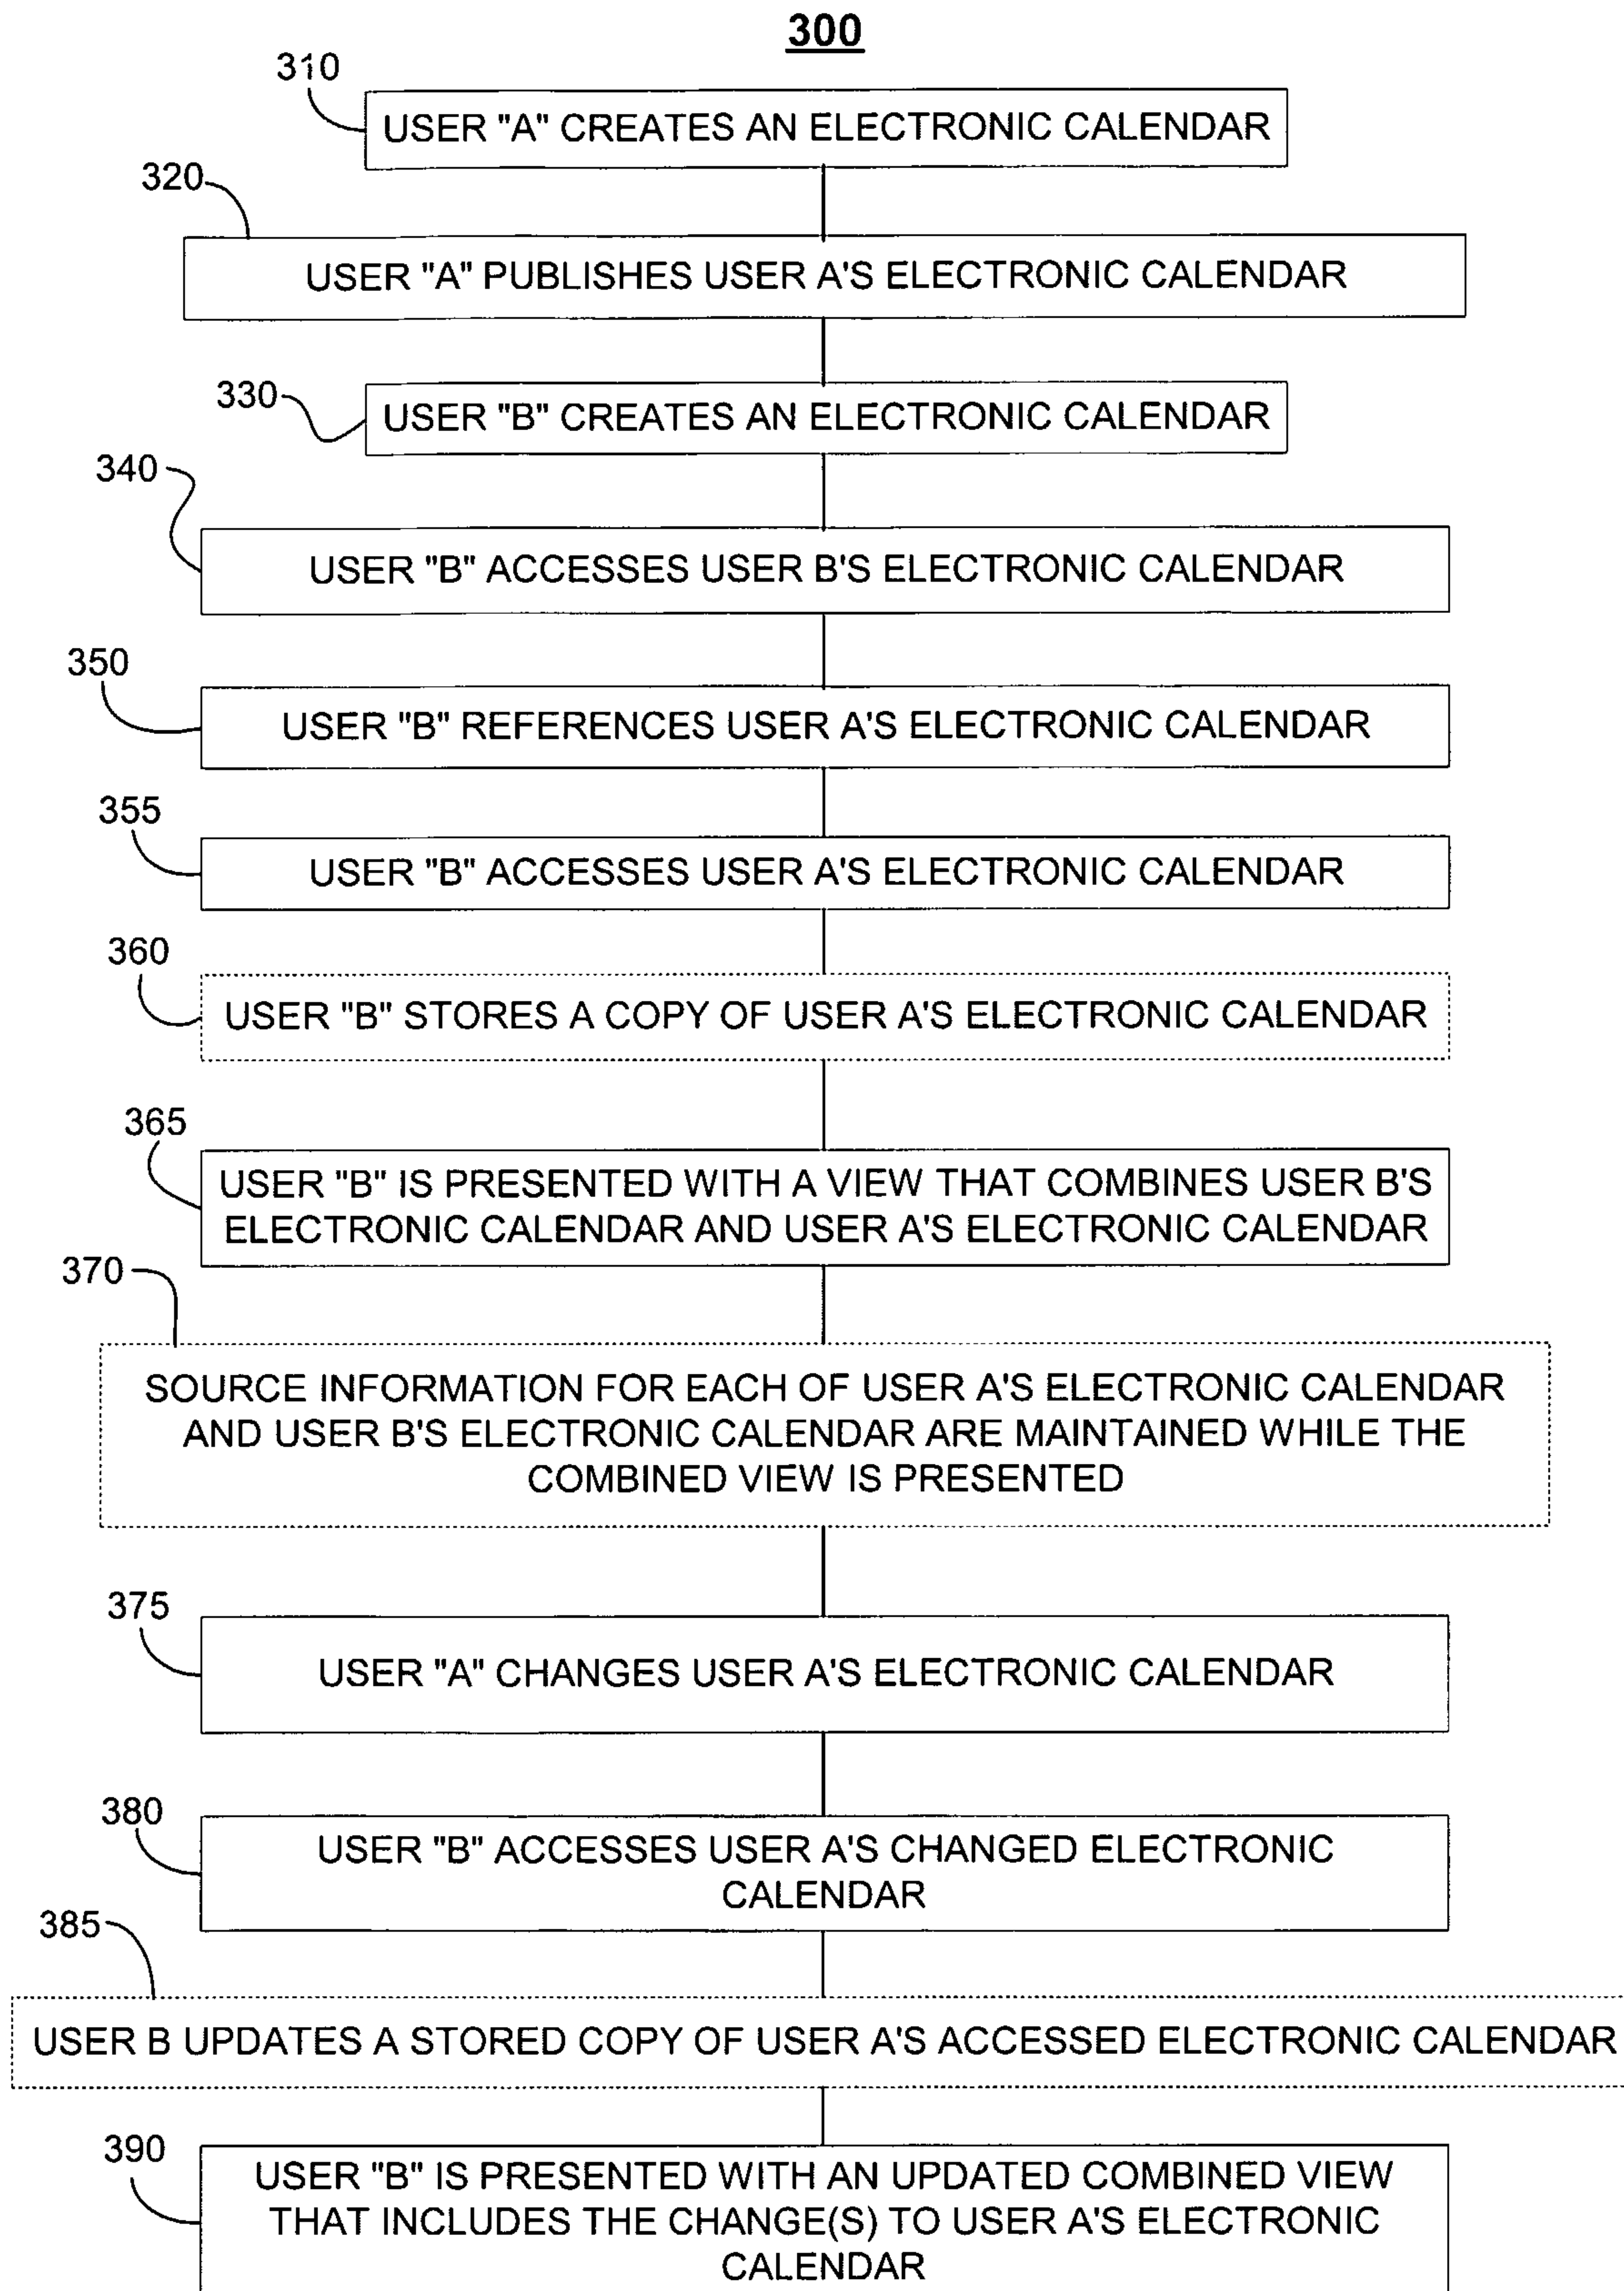 300
310
USER "A" CREATES AN ELECTRONIC CALENDAR
320
USER "A" PUBLISHES USER A'S ELECTRONIC CALENDAR
330
USER "B" CREATES AN ELECTRONIC CALENDAR
340
USER "B" ACCESSES USER B'S ELECTRONIC CALENDAR
350
USER "B" REFERENCES USER A'S ELECTRONIC CALENDAR
355
USER "B" ACCESSES USER A'S ELECTRONIC CALENDAR
360
USER "B" STORES A COPY OF USER A'S ELECTRONIC CALENDAR
365
USER "B" IS PRESENTED WITH A VIEW THAT COMBINES USER B'S
ELECTRONIC CALENDAR AND USER A'S ELECTRONIC CALENDAR
370
SOURCE INFORMATION FOR EACH OF USER A'S ELECTRONIC CALENDAR
AND USER B'S ELECTRONIC CALENDAR ARE MAINTAINED WHILE THE
COMBINED VIEW IS PRESENTED
375
USER "A" CHANGES USER A'S ELECTRONIC CALENDAR
380
USER "B" ACCESSES USER A'S CHANGED ELECTRONIC
CALENDAR
385
USER B UPDATES A STORED COPY OF USER A'S ACCESSED ELECTRONIC CALENDAR
390
USER "B" IS PRESENTED WITH AN UPDATED COMBINED VIEW
THAT INCLUDES THE CHANGE(S) TO USER A'S ELECTRONIC
CALENDAR